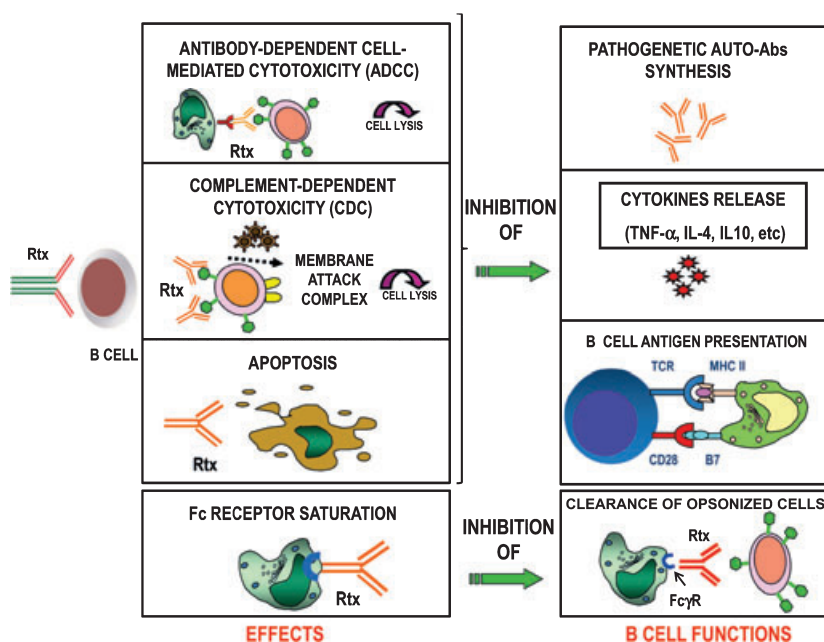 Rtx
B CELL
ANTIBODY-DEPENDENT CELL-
MEDIATED CYTOTOXICITY (ADCC)
Rtx
CELL LYSIS
COMPLEMENT-DEPENDENT
CYTOTOXICITY (CDC)
Rtx
MEMBRANE
ATTACK
COMPLEX
CELL LYSIS
APOPTOSIS
Rtx
Fc RECEPTOR SATURATION
Rtx
EFFECTS
INHIBITION
OF
INHIBITION
OF
PATHOGENETIC AUTO-Abs
SYNTHESIS
CYTOKINES RELEASE
(TNF-α, IL-4, IL10, etc)
B CELL ANTIGEN PRESENTATION
TCR MHC II
CD28 B7
CLEARANCE OF OPSONIZED CELLS
Rtx
FcγR
B CELL FUNCTIONS